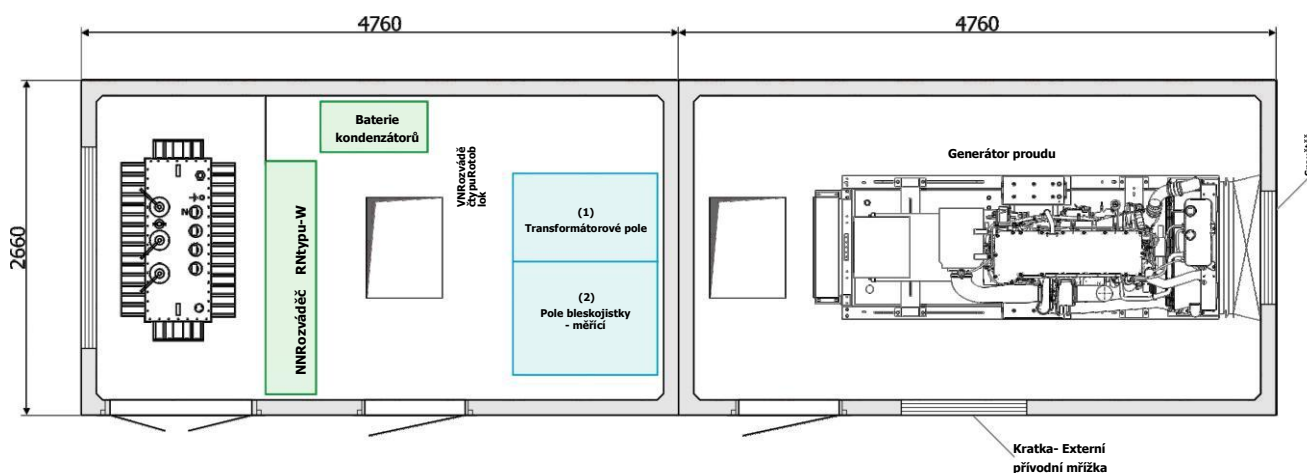 4760
4760
2660
Baterie
kondenzátorů
Generátor proudu
VNRozvádě
čtypuRotob
lok
(1)
Transformátorové pole
N
NNRozváděč RNtypu-W
(2)
Pole bleskojistky
- měřící
Kratka- Externí
přívodní mřížka